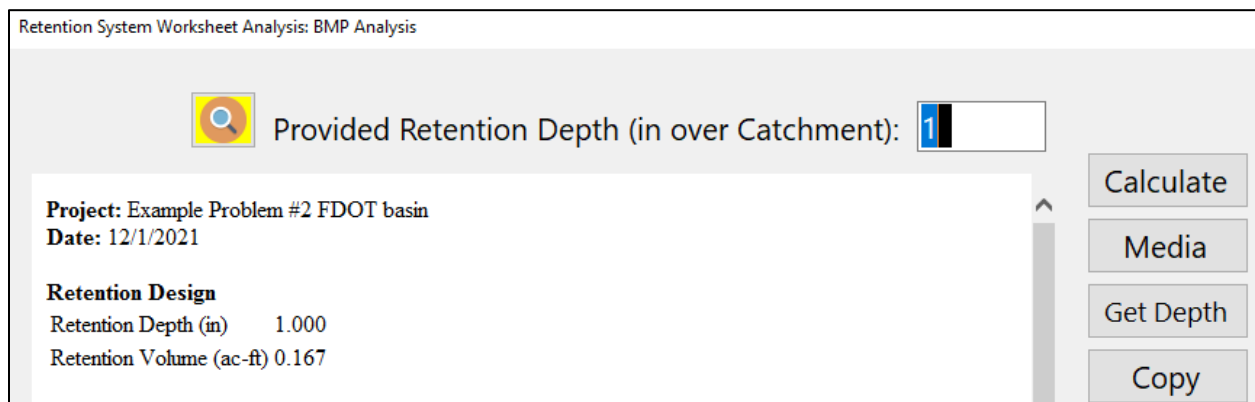 Retention System Worksheet Analysis: BMP Analysis
Provided Retention Depth (in over Catchment): 1
Calculate
Project: Example Problem #2 FDOT basin
Date: 12/1/2021
Media
Retention Design
Get Depth
Retention Depth (in) 1.000
Retention Volume (ac-ft) 0.167
Copy